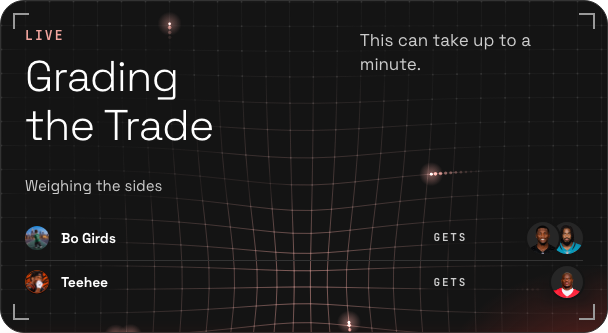 LIVE
Grading
the Trade
This can take up to a
minute.
Weighing the sides
Bo Girds
GETS
Teehee
GETS